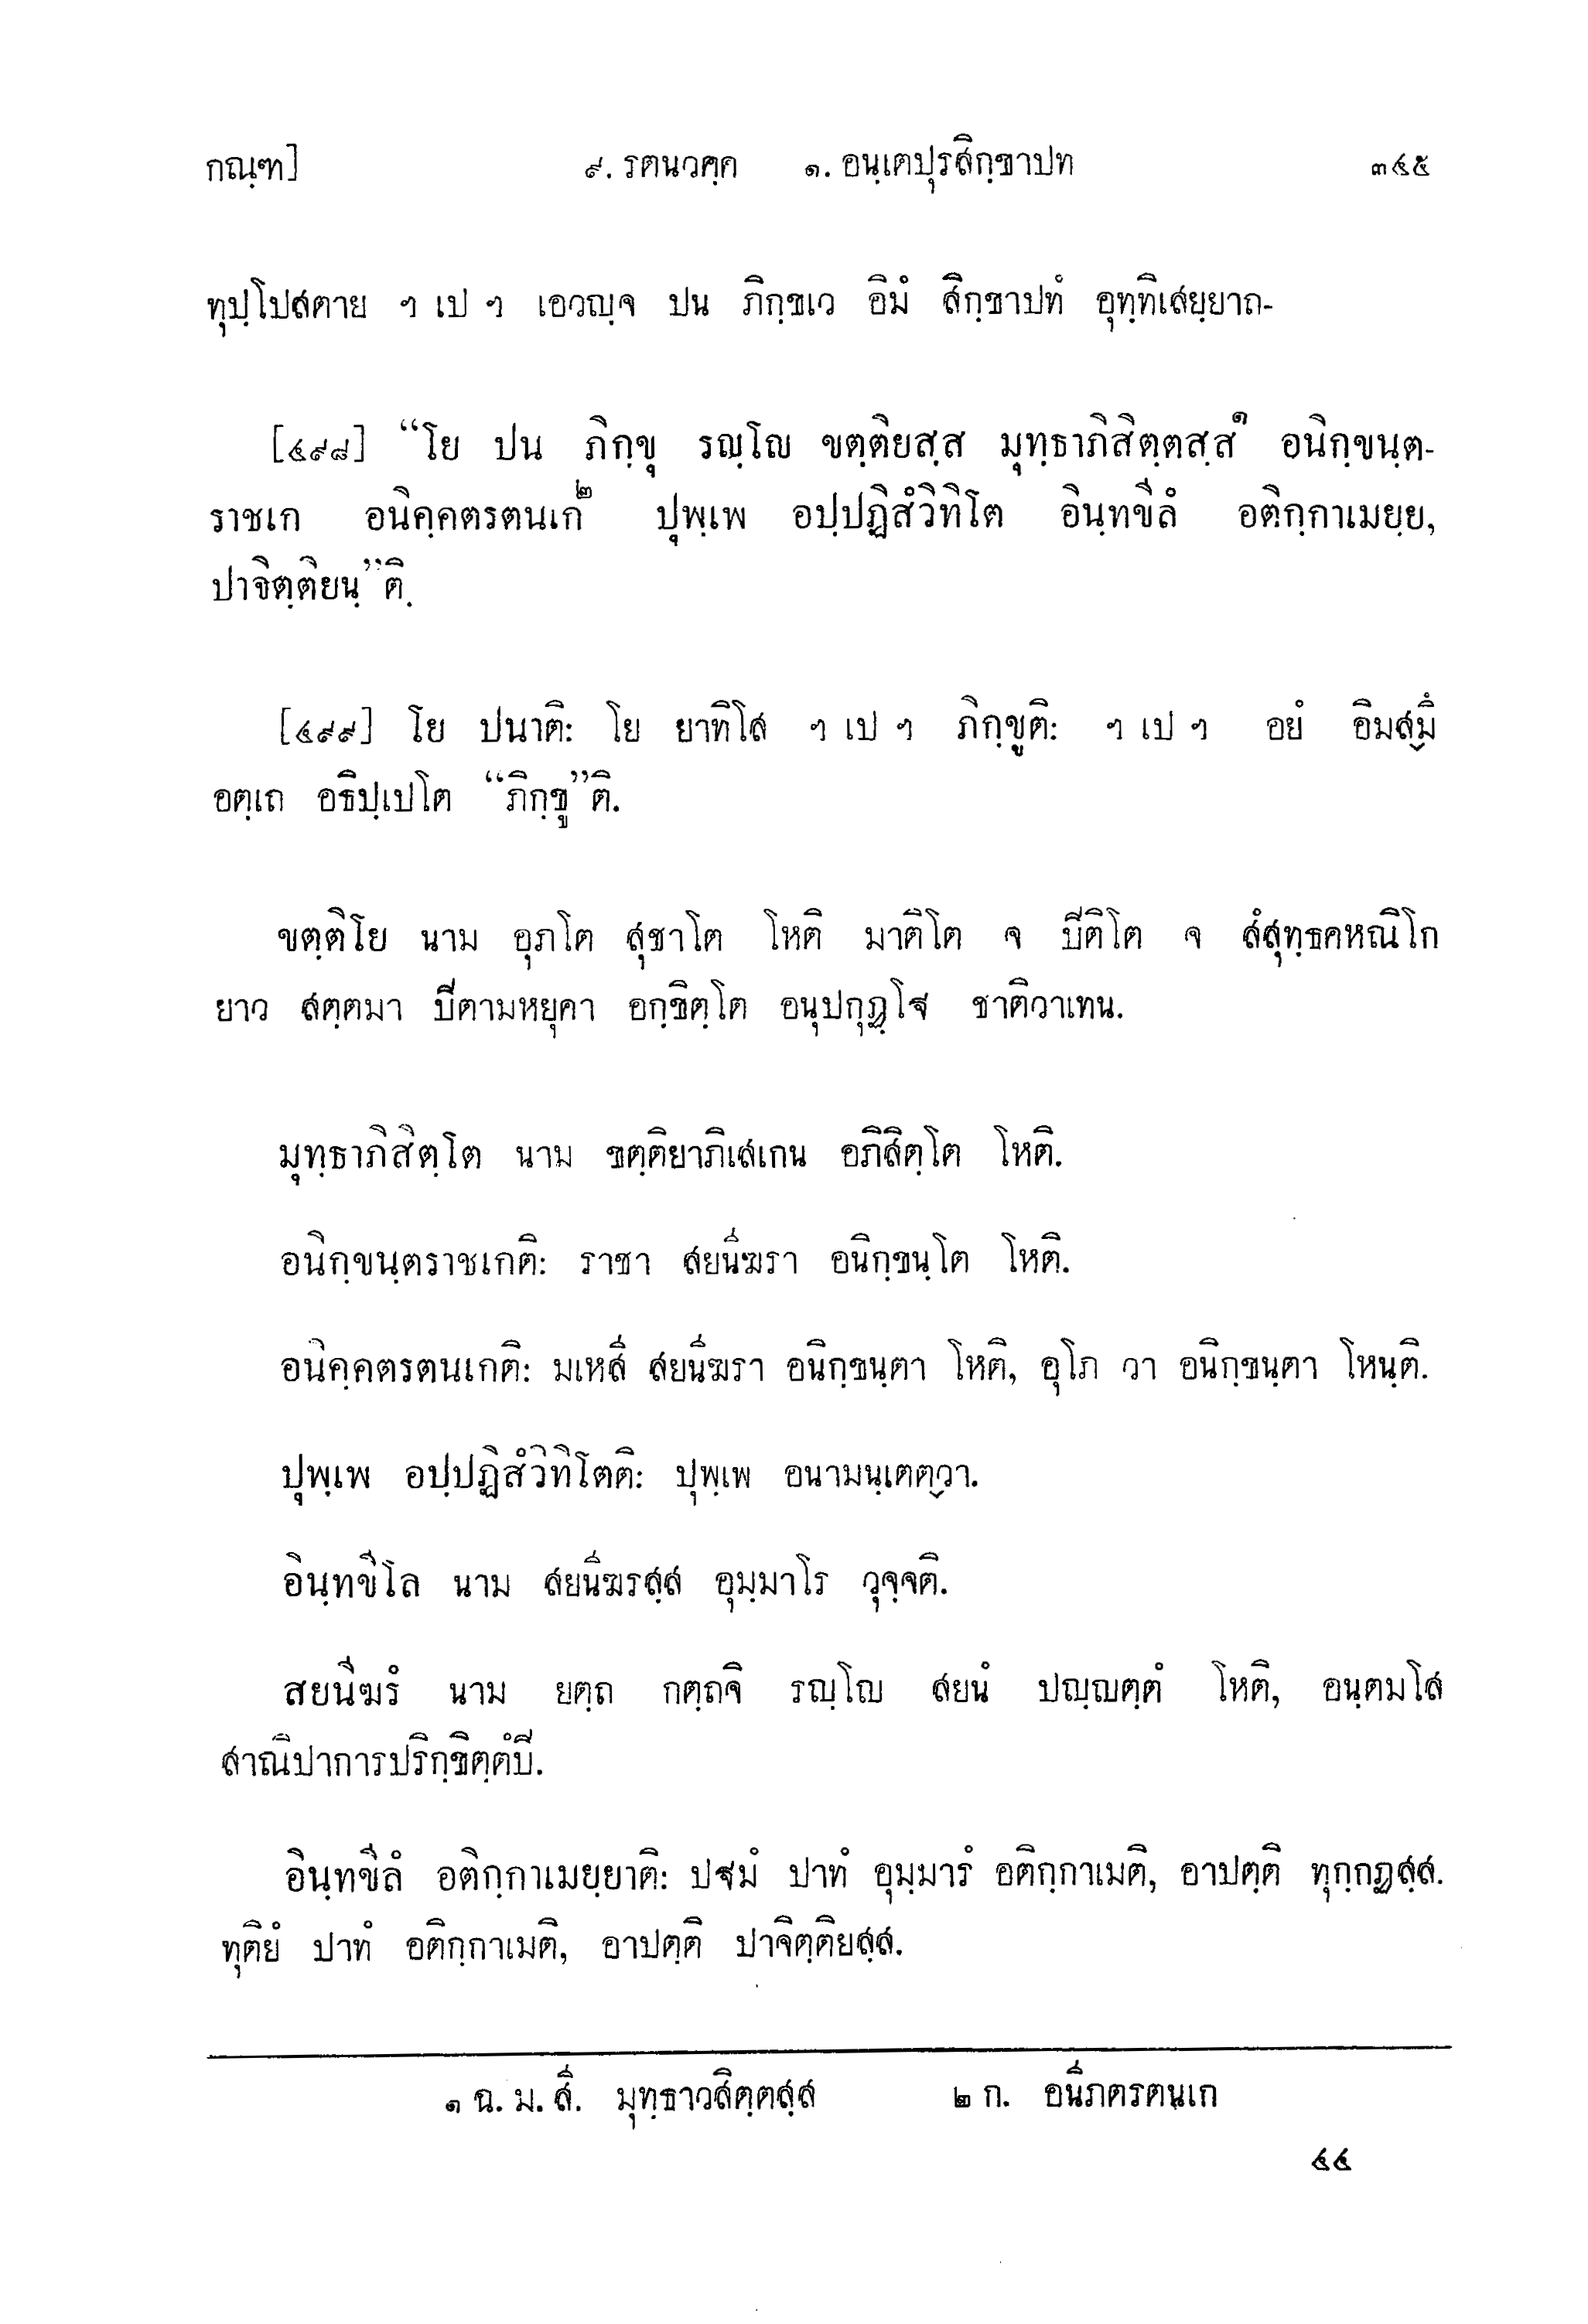 กณฺฑ]	๙. รตนวคฺค	๑. อนฺเตปุรสิกฺขาปท	๓๔๕
ทุปฺโปสตาย ฯ เป ฯ เอวญฺจ ปน ภิกฺขเว อิมํ สิกฺขาปทํ อุทฺทิเสยฺยาถ-
[๔๙๘] “โย ปน ภิกฺขุ รญฺโญ ขตฺติยสฺส มุทฺธาภิสิตฺตสฺส๑ อนิกฺขนฺต-
ราชเก อนิคฺคตรตนเก๒ ปุพฺเพ อปฺปฏิสํวิทิโต อินฺทขีลํ อติกฺกาเมยฺย,
ปาจิตฺติยนฺ”ติ.
[๔๙๙] โย ปนาติ: โย ยาทิโส ฯ เป ฯ ภิกฺขูติ: ฯ เป ฯ อยํ อิมสฺมึ
อตฺเถ อธิปฺเปโต “ภิกฺขู”ติ.
ขตฺติโย นาม อุภโต สุชาโต โหติ มาติโต จ ปีติโต จ สํสุทฺธคหณิโก
ยาว สตฺตมา ปีตามหยุคา อกฺขิตฺโต อนุปกุฏฺโฐ ชาติวาเทน.
มุทฺธาภิสิตฺโต นาม ขตฺติยาภิเสเกน อภิสิตฺโต โหติ.
อนิกฺขนฺตราชเกติ: ราชา สยนิฆรา อนิกฺขนฺโต โหติ.
อนิคฺคตรตนเกติ: มเหสี สยนิฆรา อนิกฺขนฺตา โหติ, อุโภ วา อนิกฺขนฺตา โหนฺติ.
ปุพฺเพ อปฺปฏิสํวิทิโตติ: ปุพฺเพ อนามนฺเตตฺวา.
อินฺทขีโล นาม สยนิฆรสฺส อุมฺมาโร วุจฺจติ.
สยนีฆรํ นาม ยตฺถ กตฺถจิ รญฺโญ สยนํ ปญฺญตฺตํ โหติ, อนฺตมโส
สาณิปาการปริกฺขิตฺตํปี.
อินฺทขีลํ อติกฺกาเมยฺยาติ: ปฐมํ ปาทํ อุมฺมารํ อติกฺกาเมติ, อาปตฺติ ทุกฺกฏสฺส.
ทุติยํ ปาทํ อติกฺกาเมติ, อาปตฺติ ปาจิตฺติยสฺส.
๑ ฉ. ม. สี. มุทฺธาวสิตฺตสฺส	๒ ก. อนีภตรตนเก
๔๔